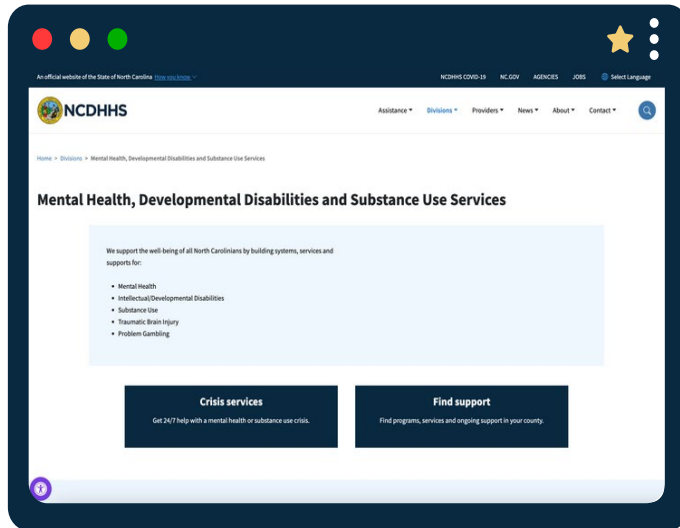 An official website of the State of North Carolina How you know
NCDHHS COVID-19 NC.GOV AGENCIES JOBS Select Language
NCDHHS
Assistance Divisions Providers News About Contact
Home > Divisions > Mental Health, Developmental Disabilities and Substance Use Services
Mental Health, Developmental Disabilities and Substance Use Services
We support the well-being of all North Carolinians by building systems, services and
supports for:
• Mental Health
• Intellectual/Developmental Disabilities
• Substance Use
• Traumatic Brain Injury
• Problem Gambling
Crisis services
Get 24/7 help with a mental health or substance use crisis.
Find support
Find programs, services and ongoing support in your county.